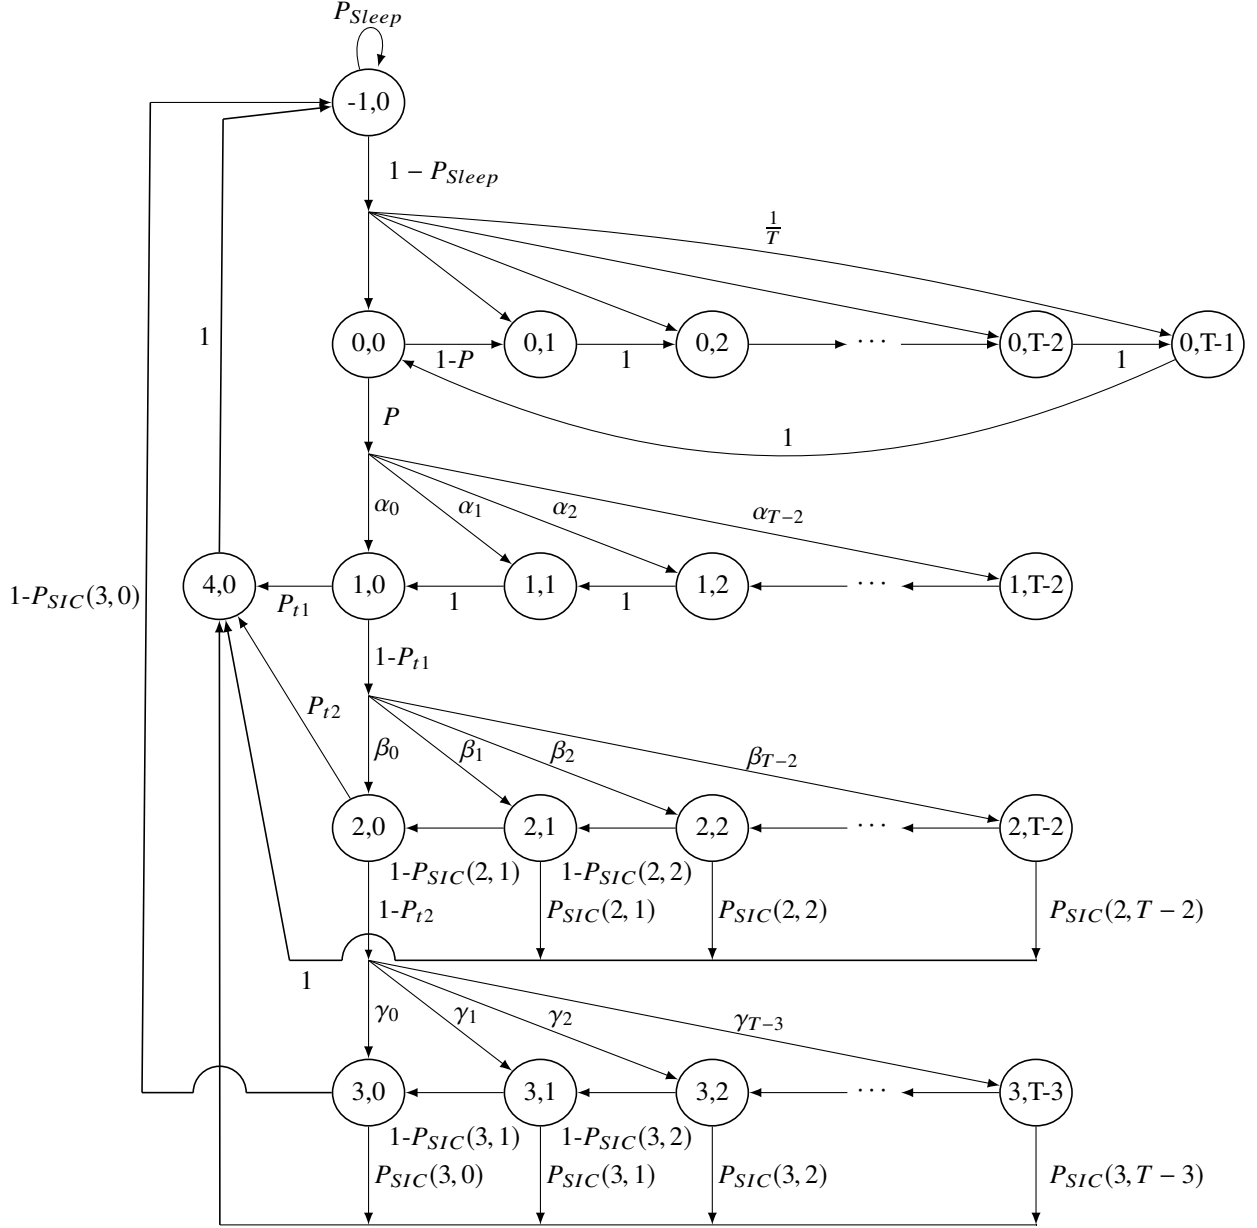 P_{Sleep}
-1,0
1 − P_{Sleep}
\frac{1}{T}
0,0
0,1
0,2
···
0,T-2
0,T-1
1-P
1
1
1
P
1
α_0
α_1
α_2
α_{T−2}
4,0
1,0
1,1
1,2
···
1,T-2
1-P_{SIC}(3, 0)
P_{t1}
1
1
1-P_{t1}
P_{t2}
β_0
β_1
β_2
β_{T−2}
2,0
2,1
2,2
···
2,T-2
1-P_{SIC}(2, 1)
1-P_{SIC}(2, 2)
1-P_{t2}
P_{SIC}(2, 1)
P_{SIC}(2, 2)
P_{SIC}(2, T − 2)
1
γ_0
γ_1
γ_2
γ_{T−3}
3,0
3,1
3,2
···
3,T-3
1-P_{SIC}(3, 1)
1-P_{SIC}(3, 2)
P_{SIC}(3, 0)
P_{SIC}(3, 1)
P_{SIC}(3, 2)
P_{SIC}(3, T − 3)